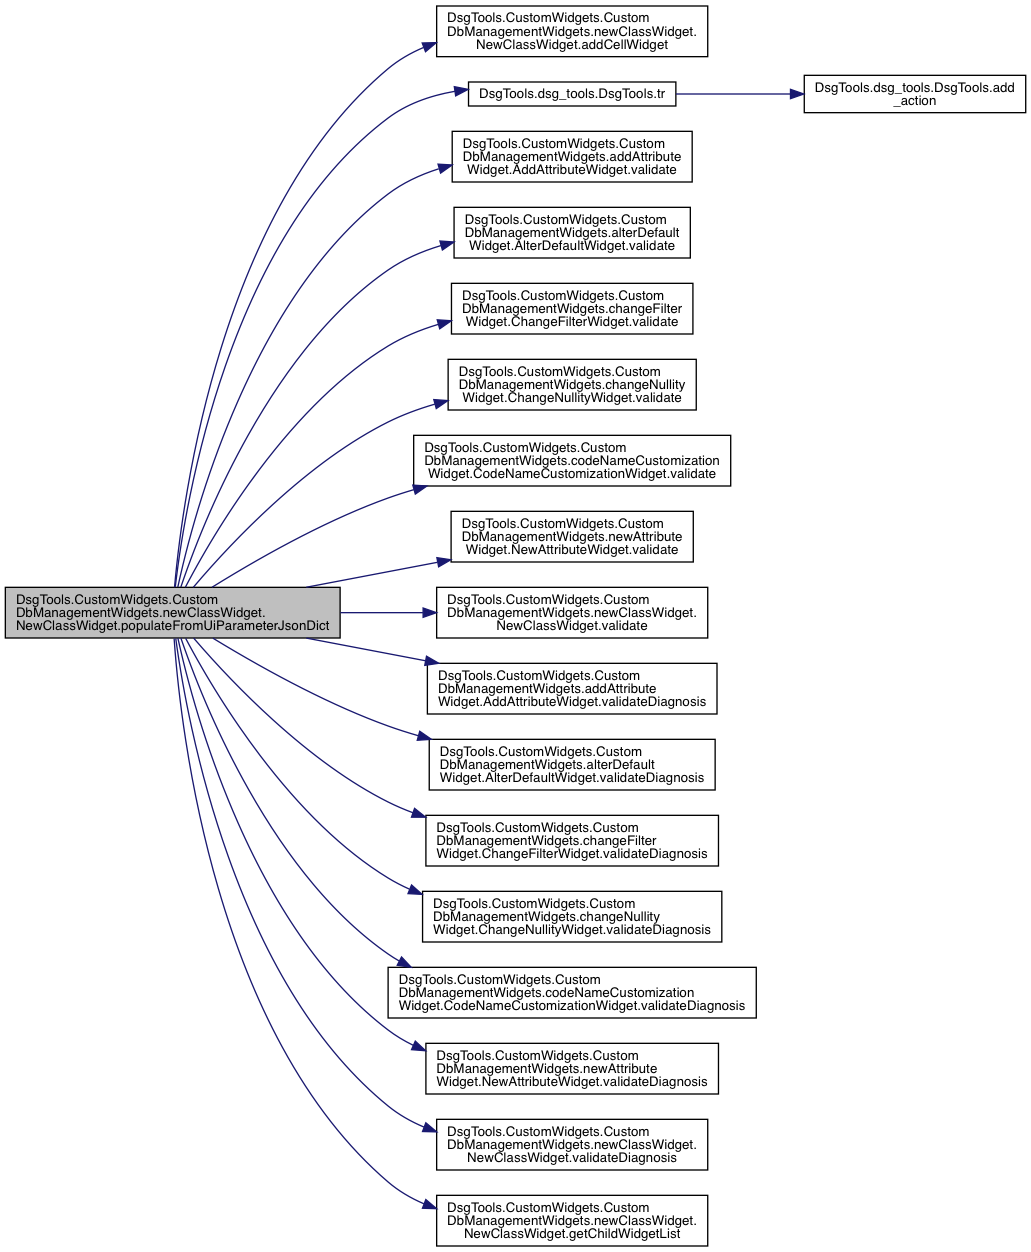 DsgTools.CustomWidgets.Custom
DbManagementWidgets.newClassWidget.
NewClassWidget.addCellWidget
DsgTools.dsg_tools.DsgTools.tr
DsgTools.dsg_tools.DsgTools.add
_action
DsgTools.CustomWidgets.Custom
DbManagementWidgets.addAttribute
Widget.AddAttributeWidget.validate
DsgTools.CustomWidgets.Custom
DbManagementWidgets.alterDefault
Widget.AlterDefaultWidget.validate
DsgTools.CustomWidgets.Custom
DbManagementWidgets.changeFilter
Widget.ChangeFilterWidget.validate
DsgTools.CustomWidgets.Custom
DbManagementWidgets.changeNullity
Widget.ChangeNullityWidget.validate
DsgTools.CustomWidgets.Custom
DbManagementWidgets.codeNameCustomization
Widget.CodeNameCustomizationWidget.validate
DsgTools.CustomWidgets.Custom
DbManagementWidgets.newAttribute
Widget.NewAttributeWidget.validate
DsgTools.CustomWidgets.Custom
DbManagementWidgets.newClassWidget.
NewClassWidget.populateFromUiParameterJsonDict
DsgTools.CustomWidgets.Custom
DbManagementWidgets.newClassWidget.
NewClassWidget.validate
DsgTools.CustomWidgets.Custom
DbManagementWidgets.addAttribute
Widget.AddAttributeWidget.validateDiagnosis
DsgTools.CustomWidgets.Custom
DbManagementWidgets.alterDefault
Widget.AlterDefaultWidget.validateDiagnosis
DsgTools.CustomWidgets.Custom
DbManagementWidgets.changeFilter
Widget.ChangeFilterWidget.validateDiagnosis
DsgTools.CustomWidgets.Custom
DbManagementWidgets.changeNullity
Widget.ChangeNullityWidget.validateDiagnosis
DsgTools.CustomWidgets.Custom
DbManagementWidgets.codeNameCustomization
Widget.CodeNameCustomizationWidget.validateDiagnosis
DsgTools.CustomWidgets.Custom
DbManagementWidgets.newAttribute
Widget.NewAttributeWidget.validateDiagnosis
DsgTools.CustomWidgets.Custom
DbManagementWidgets.newClassWidget.
NewClassWidget.validateDiagnosis
DsgTools.CustomWidgets.Custom
DbManagementWidgets.newClassWidget.
NewClassWidget.getChildWidgetList